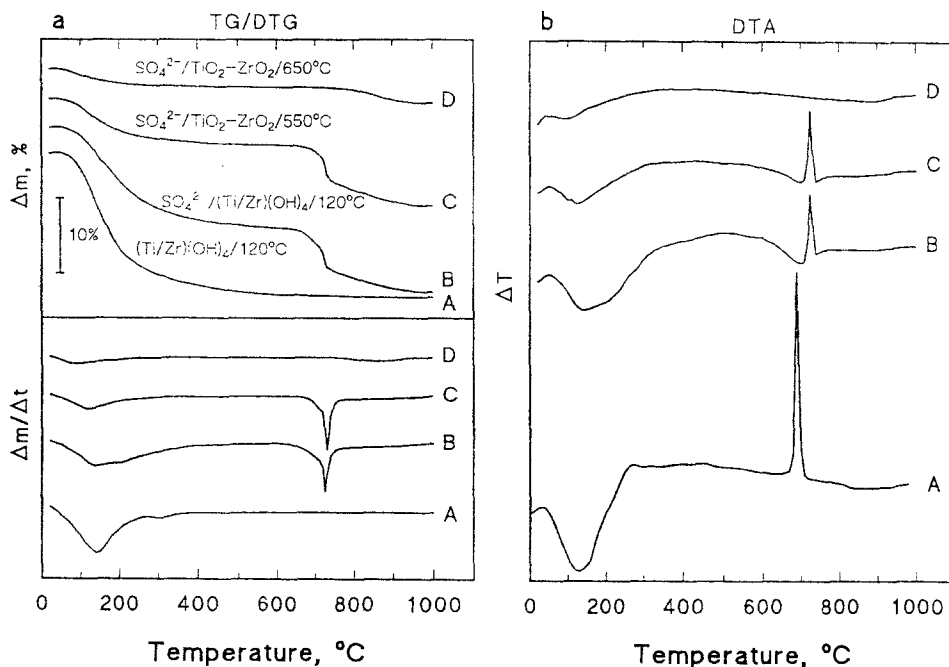 a TG/DTG
SO₄²⁻/TiO₂–ZrO₂/650°C
D
SO₄²⁻/TiO₂–ZrO₂/550°C
C
SO₄²⁻/(Ti/Zr)(OH)₄/120°C
(Ti/Zr)(OH)₄/120°C
10%
B
A
Δm, %
D
C
B
A
Δm/Δt
0 200 400 600 800 1000
Temperature, °C
b DTA
D
C
B
A
ΔT
0 200 400 600 800 1000
Temperature, °C